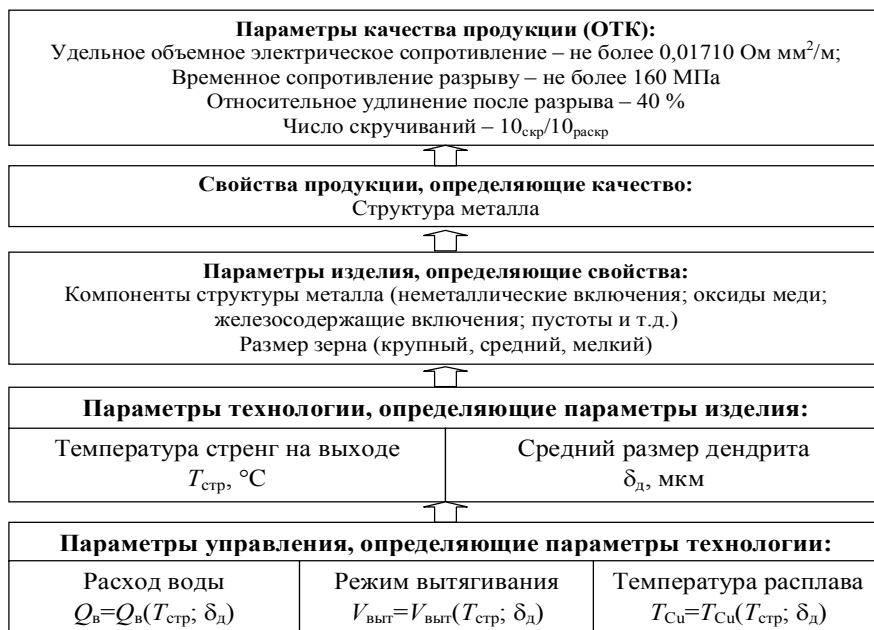 Параметры качества продукции (ОТК):
Удельное объемное электрическое сопротивление – не более 0,01710 Ом мм²/м;
Временное сопротивление разрыву – не более 160 МПа
Относительное удлинение после разрыва – 40 %
Число скручиваний – 10скр/10раскр
Свойства продукции, определяющие качество:
Структура металла
Параметры изделия, определяющие свойства:
Компоненты структуры металла (неметаллические включения; оксиды меди;
железосодержащие включения; пустоты и т.д.)
Размер зерна (крупный, средний, мелкий)
Параметры технологии, определяющие параметры изделия:
Температура стренг на выходе
Tстр, °С
Средний размер дендрита
δд, мкм
Параметры управления, определяющие параметры технологии:
Расход воды
Qв=Qв(Tстр; δд)
Режим вытягивания
Vвыт=Vвыт(Tстр; δд)
Температура расплава
TCu=TCu(Tстр; δд)